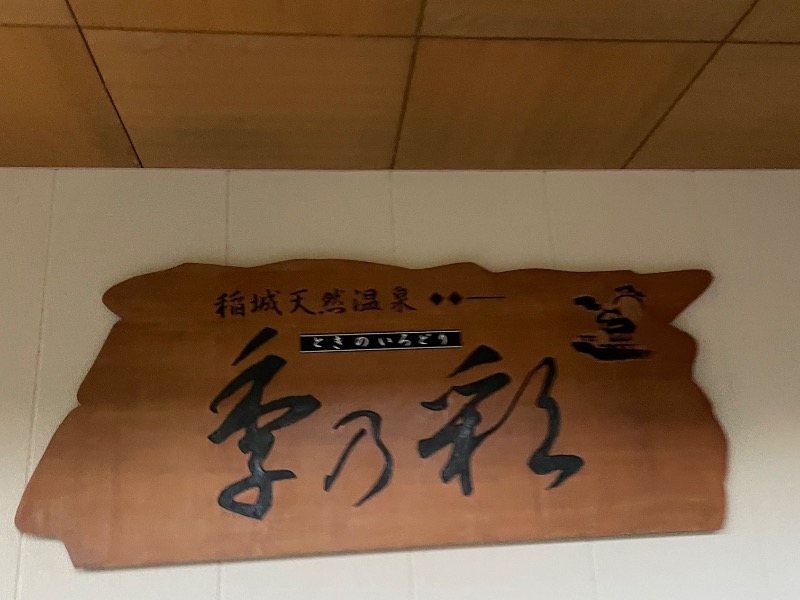 稲城天然温泉 ◆◆—
ときのいろどり
季乃彩